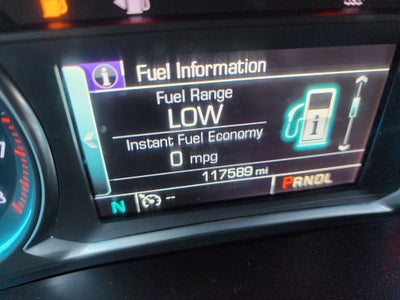 Fuel Information
Fuel Range
LOW
Instant Fuel Economy
0 mpg
117589 mi
N
--
PRNDL